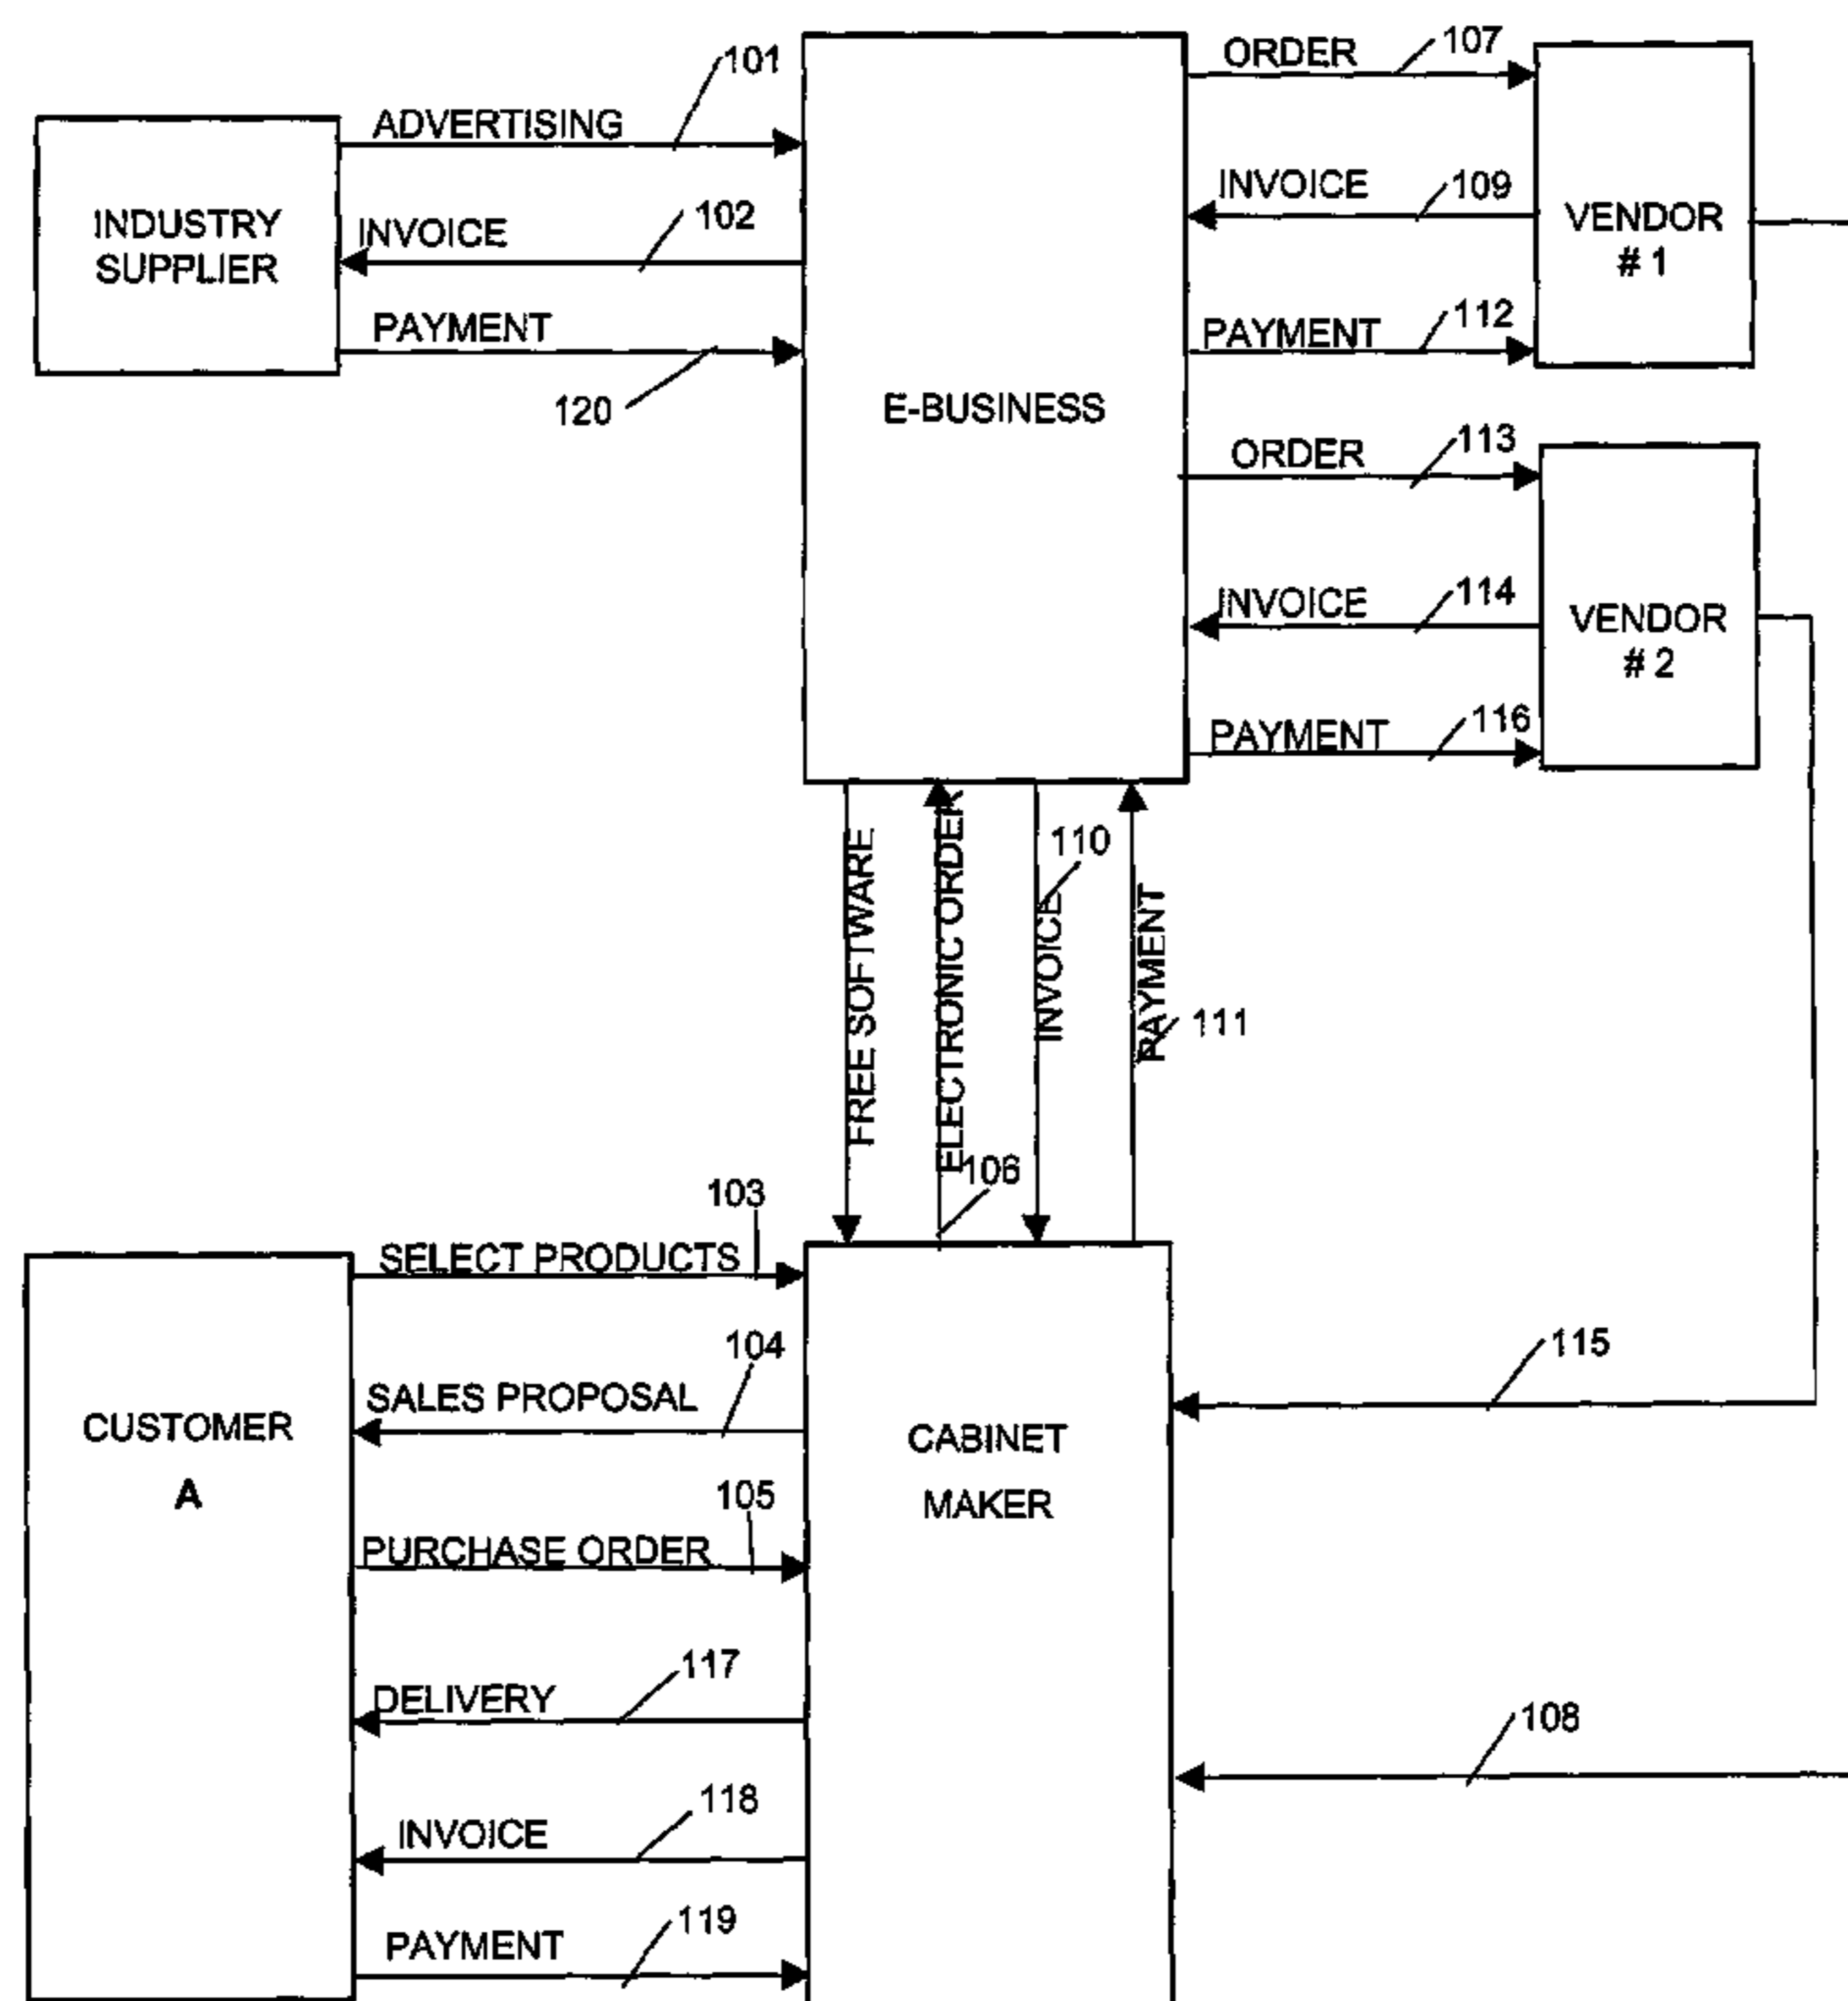 101
ADVERTISING
INDUSTRY
SUPPLIER
102
INVOICE
PAYMENT
120
E-BUSINESS
ORDER
107
INVOICE
109
VENDOR
# 1
PAYMENT
112
ORDER
113
INVOICE
114
VENDOR
# 2
PAYMENT
116
FREE SOFTWARE
ELECTRONIC ORDER
106
INVOICE
110
PAYMENT
111
103
SELECT PRODUCTS
104
SALES PROPOSAL
CUSTOMER
A
105
PURCHASE ORDER
117
DELIVERY
118
INVOICE
119
PAYMENT
CABINET
MAKER
115
108